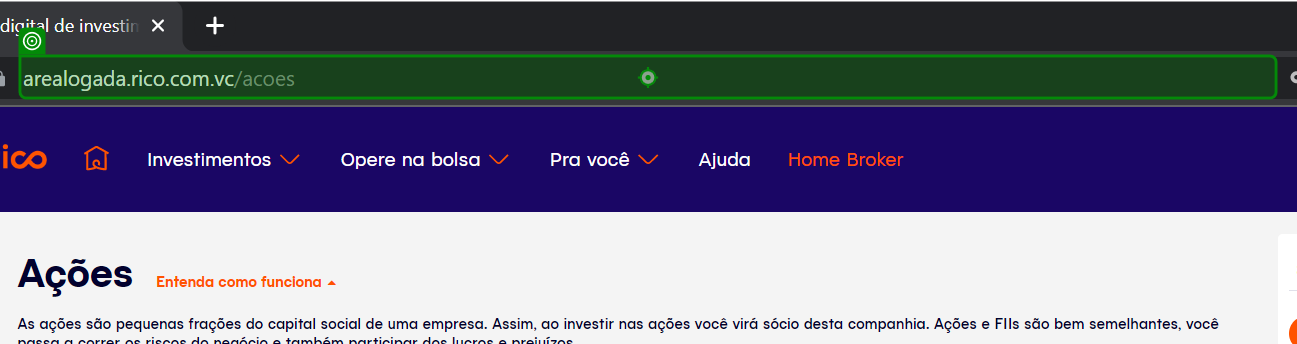 digital de investin
arealogada.rico.com.vc/acoes
ico Investimentos Opere na bolsa Pra você Ajuda Home Broker
Ações Entenda como funciona
As ações são pequenas frações do capital social de uma empresa. Assim, ao investir nas ações você virá sócio desta companhia. Ações e FIIs são bem semelhantes, você
passa a correr os riscos do negócio e também participar dos lucros e prejuízos.